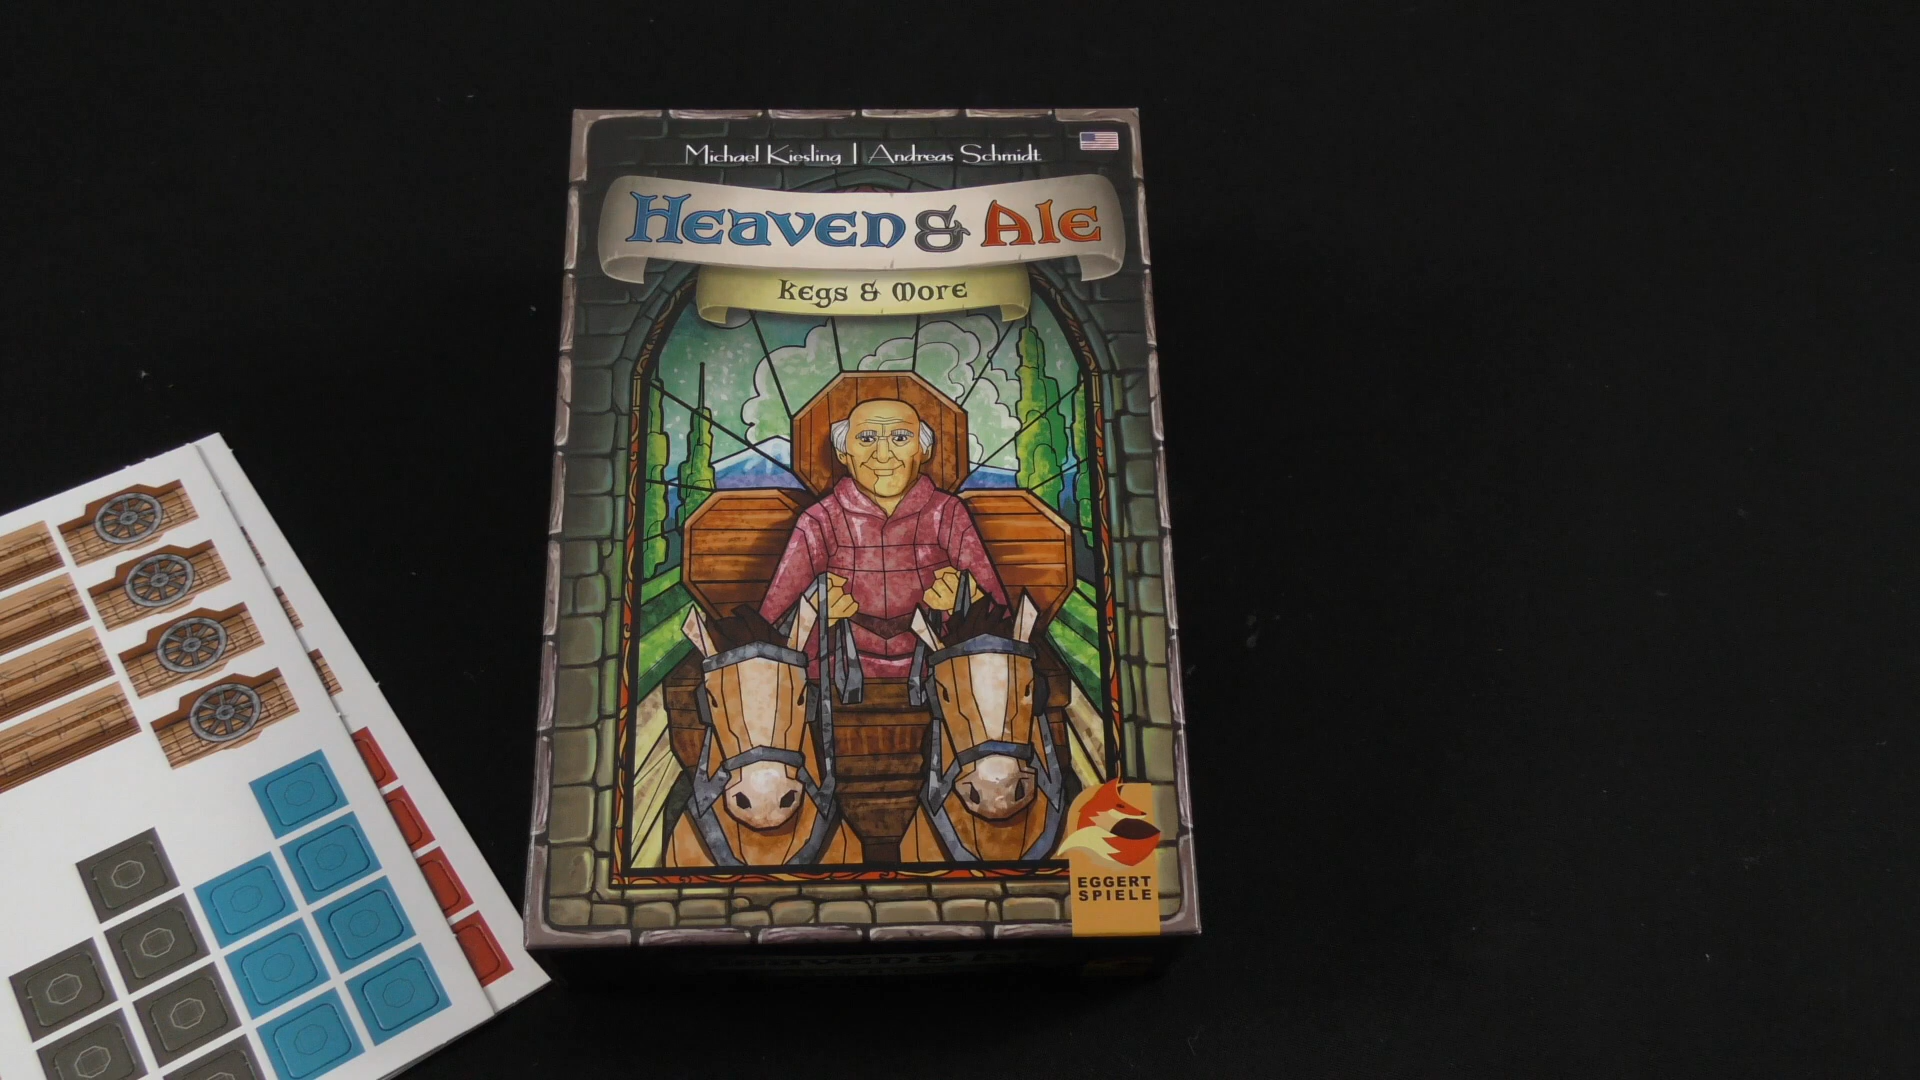 Michael Kiesling | Andreas Schmidt
Heaven & Ale
Kegs & More
EGGERT
SPIELE